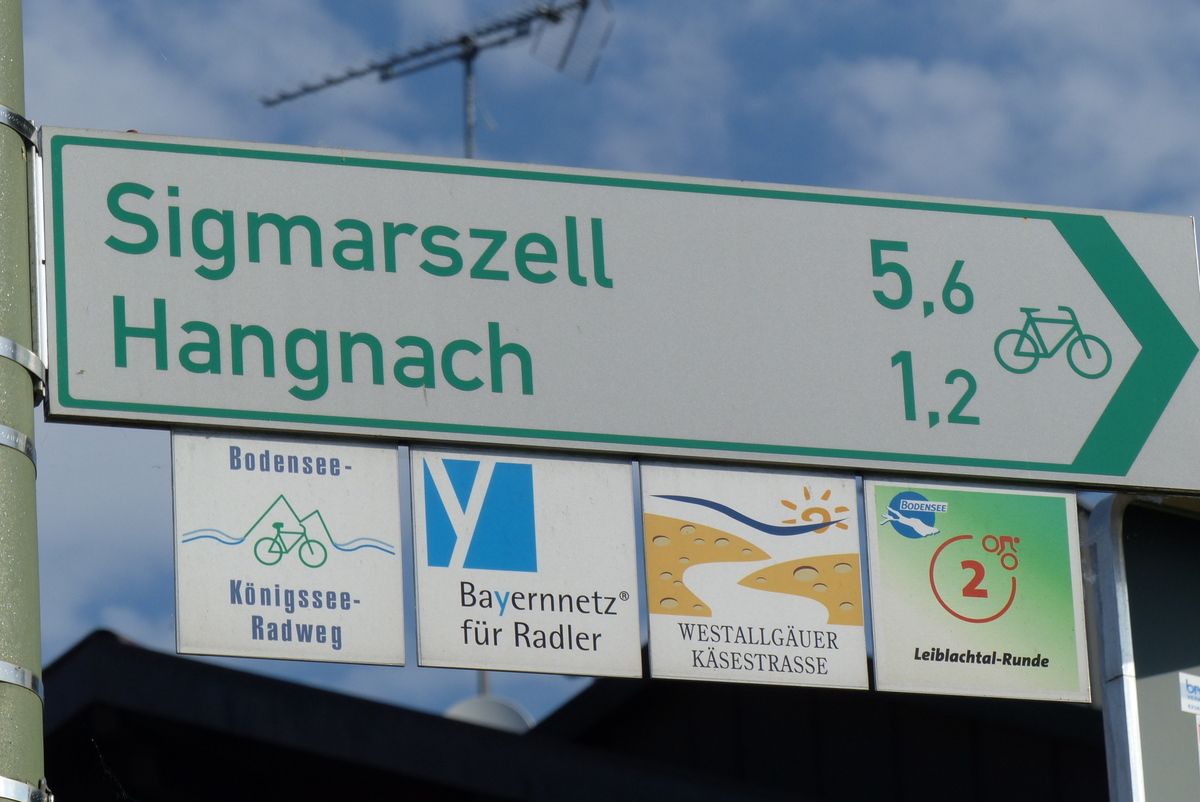 Sigmarszell 5,6
Hangnach 1,2
Bodensee-
Königssee-
Radweg
Bayernnetz®
für Radler
WESTALLGÄUER
KÄSESTRASSE
BODENSEE
2
Leiblachtal-Runde